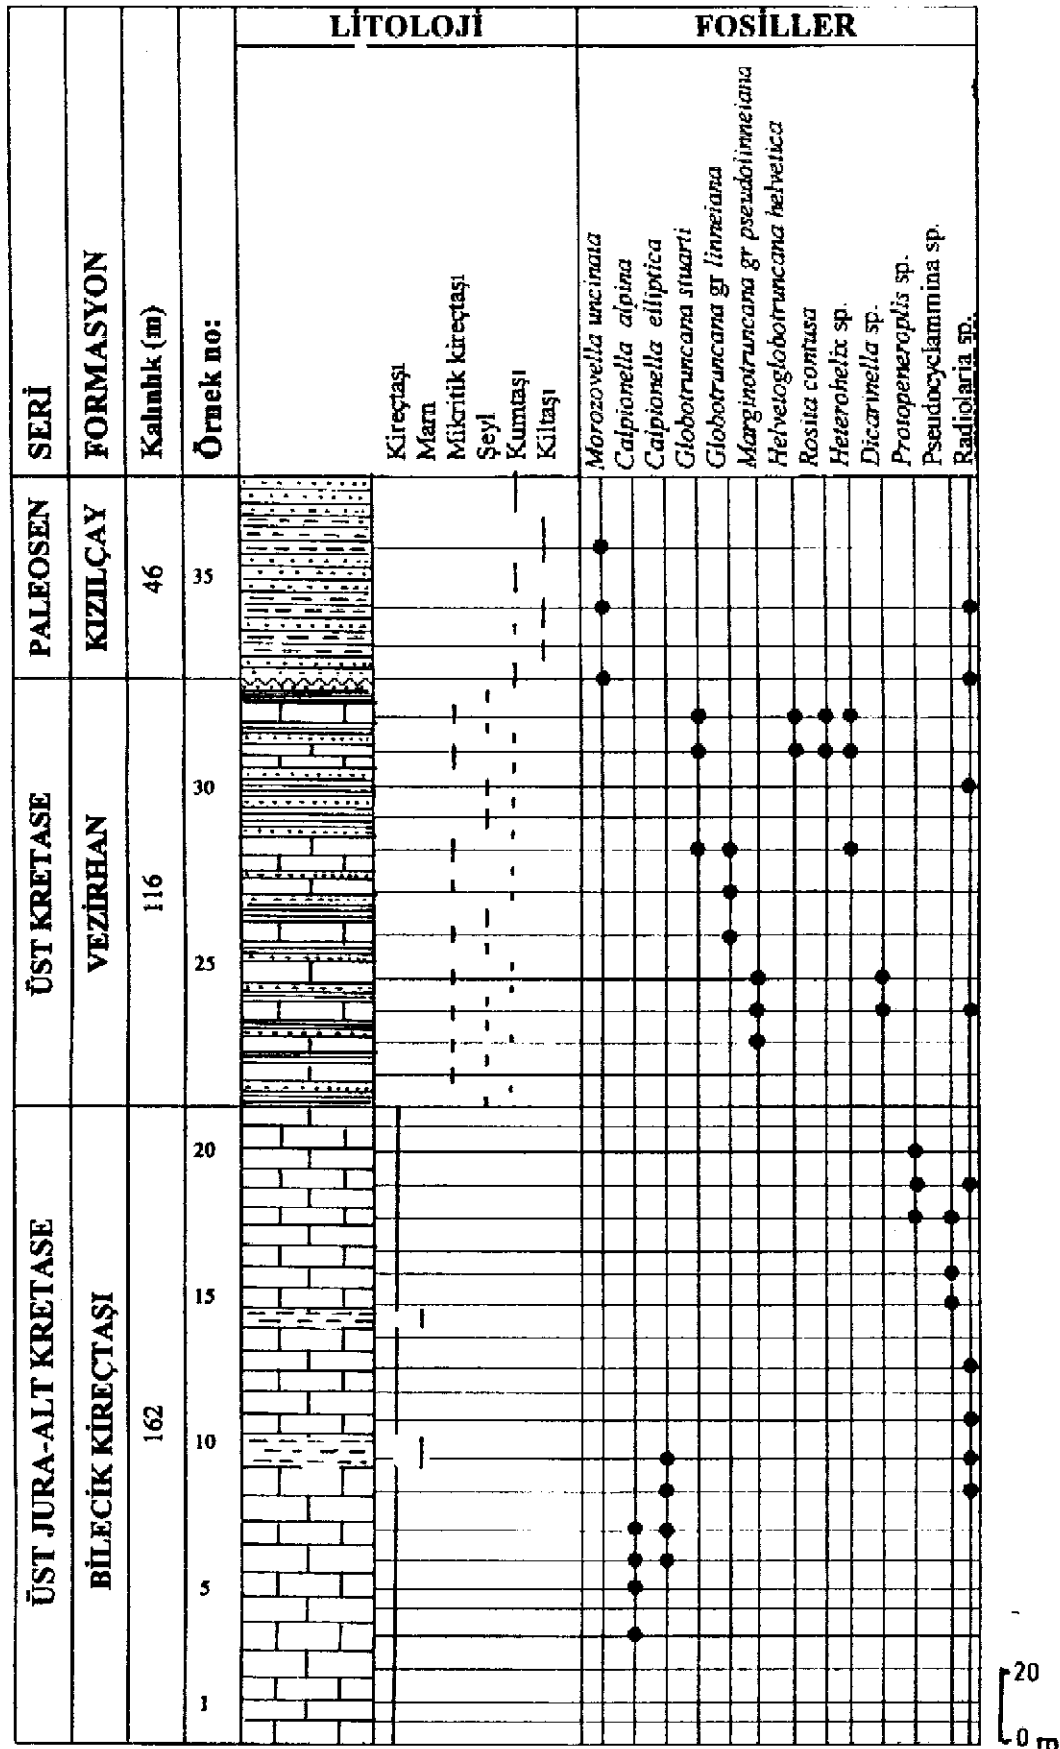 LİTOLOJİ
FOSİLLER
SERİ
FORMASYON
Kalınlık (m)
Örnek no:
Kireçtaşı
Marn
Mikritik kireçtaşı
Şeyl
Kumtaşı
Kiltaşı
Morozovella uncinata
Calpionella alpina
Calpionella elliptica
Globotruncana stuarti
Globotruncana gr linneiana
Marginotruncana gr pseudolinneiana
Helvetoglobotruncana helvetica
Rosita contusa
Heterohelix sp.
Dicarinella sp.
Protopeneroplis sp.
Pseudocyclammina sp.
Radiolaria sp.
PALEOSEN
KIZILÇAY
46
35
ÜST KRETASE
VEZİRHAN
116
30
25
ÜST JURA-ALT KRETASE
BİLECİK KİREÇTAŞI
162
20
15
10
5
1
20
0 m